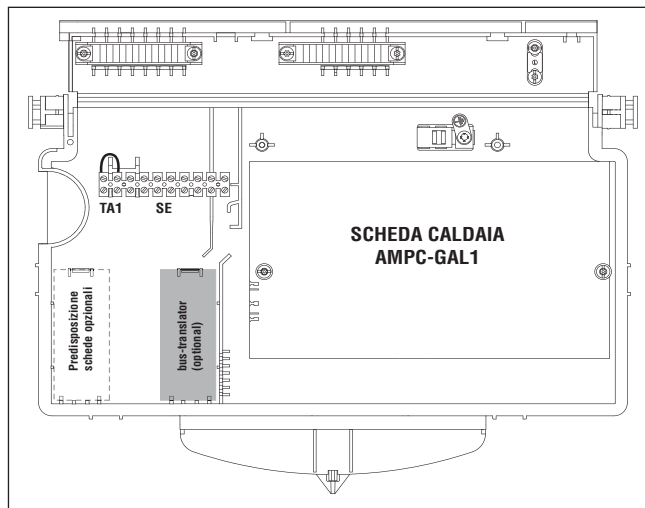 TA1
SE
SCHEDA CALDAIA
AMPC-GAL1
Predisposizione
schede opzionali
bus-translator
(optional)